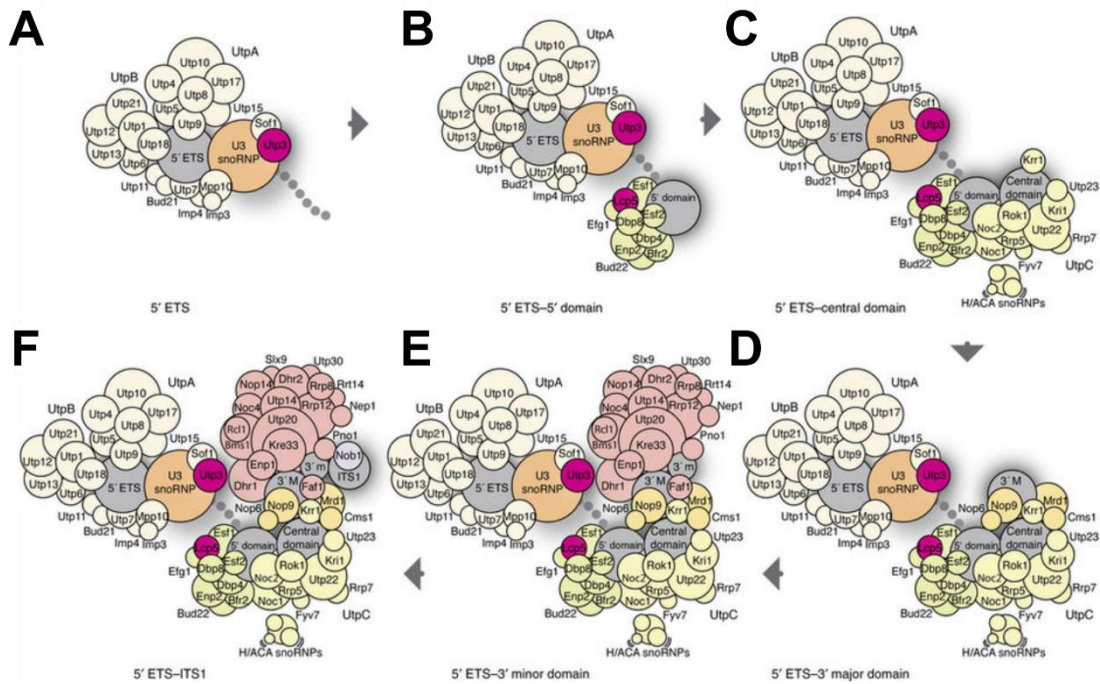 A
UtpA
Utp10
UtpB
Utp4
Utp17
Utp8
Utp21
Utp5
Utp15
Utp12
Utp1
Utp9
Sof1
Utp18
5′ ETS
U3
snoRNP
Utp3
Utp13
Utp6
Utp11
Utp7
Mpp10
Bud21
Imp4
Imp3
5′ ETS
B
UtpA
Utp10
UtpB
Utp4
Utp17
Utp8
Utp21
Utp5
Utp15
Utp12
Utp1
Utp9
Sof1
Utp18
5′ ETS
U3
snoRNP
Utp3
Utp13
Utp6
Utp11
Utp7
Mpp10
Bud21
Imp4
Imp3
Esf1
Lcp5
5′ domain
Efg1
Dbp8
Esf2
Dbp4
Enp2
Bfr2
Bud22
5′ ETS–5′ domain
C
UtpA
Utp10
UtpB
Utp4
Utp17
Utp8
Utp21
Utp5
Utp15
Utp12
Utp1
Utp9
Sof1
Utp18
5′ ETS
U3
snoRNP
Utp3
Utp13
Utp6
Utp11
Utp7
Mpp10
Bud21
Imp4
Imp3
Krr1
Esf1
Lcp5
5′ domain
Central
domain
Utp23
Efg1
Dbp8
Esf2
Rok1
Kri1
Dbp4
Noc2
Utp22
Enp2
Bfr2
Rrp5
Rrp7
Noc1
Bud22
Fyv7
UtpC
H/ACA snoRNPs
5′ ETS–central domain
F
Slx9
Utp30
Nop14
Dhr2
Rrp8
Rrt14
UtpA
Utp10
Noc4
Utp14
Rrp12
Nep1
UtpB
Utp4
Utp17
Utp20
Utp8
Rcl1
Utp21
Utp5
Utp15
Bms1
Kre33
Pno1
Utp12
Utp1
Utp9
Sof1
Nob1
Enp1
3′ m
ITS1
Utp18
5′ ETS
U3
snoRNP
Utp3
Dhr1
3′ M
Faf1
Utp13
Utp6
Mrd1
Utp11
Utp7
Mpp10
Nop6
Nop9
Krr1
Cms1
Bud21
Imp4
Imp3
Esf1
Lcp5
5′ domain
Central
domain
Utp23
Efg1
Dbp8
Esf2
Rok1
Kri1
Dbp4
Noc2
Utp22
Enp2
Bfr2
Rrp5
Rrp7
Noc1
Bud22
Fyv7
UtpC
H/ACA snoRNPs
5′ ETS–ITS1
E
Slx9
Utp30
Nop14
Dhr2
Rrp8
Rrt14
UtpA
Utp10
Noc4
Utp14
Rrp12
Nep1
UtpB
Utp4
Utp17
Utp20
Utp8
Rcl1
Utp21
Utp5
Utp15
Bms1
Kre33
Pno1
Utp12
Utp1
Utp9
Sof1
Enp1
3′ m
Utp18
5′ ETS
U3
snoRNP
Utp3
Dhr1
3′ M
Faf1
Utp13
Utp6
Mrd1
Utp11
Utp7
Mpp10
Nop6
Nop9
Krr1
Cms1
Bud21
Imp4
Imp3
Esf1
Lcp5
5′ domain
Central
domain
Utp23
Efg1
Dbp8
Esf2
Rok1
Kri1
Dbp4
Noc2
Utp22
Enp2
Bfr2
Rrp5
Rrp7
Noc1
Bud22
Fyv7
UtpC
H/ACA snoRNPs
5′ ETS–3′ minor domain
D
UtpA
Utp10
UtpB
Utp4
Utp17
Utp8
Utp21
Utp5
Utp15
Utp12
Utp1
Utp9
Sof1
Utp18
5′ ETS
U3
snoRNP
Utp3
3′ M
Utp13
Utp6
Mrd1
Utp11
Utp7
Mpp10
Nop6
Nop9
Krr1
Cms1
Bud21
Imp4
Imp3
Esf1
Lcp5
5′ domain
Central
domain
Utp23
Efg1
Dbp8
Esf2
Rok1
Kri1
Dbp4
Noc2
Utp22
Enp2
Bfr2
Rrp5
Rrp7
Noc1
Bud22
Fyv7
UtpC
H/ACA snoRNPs
5′ ETS–3′ major domain